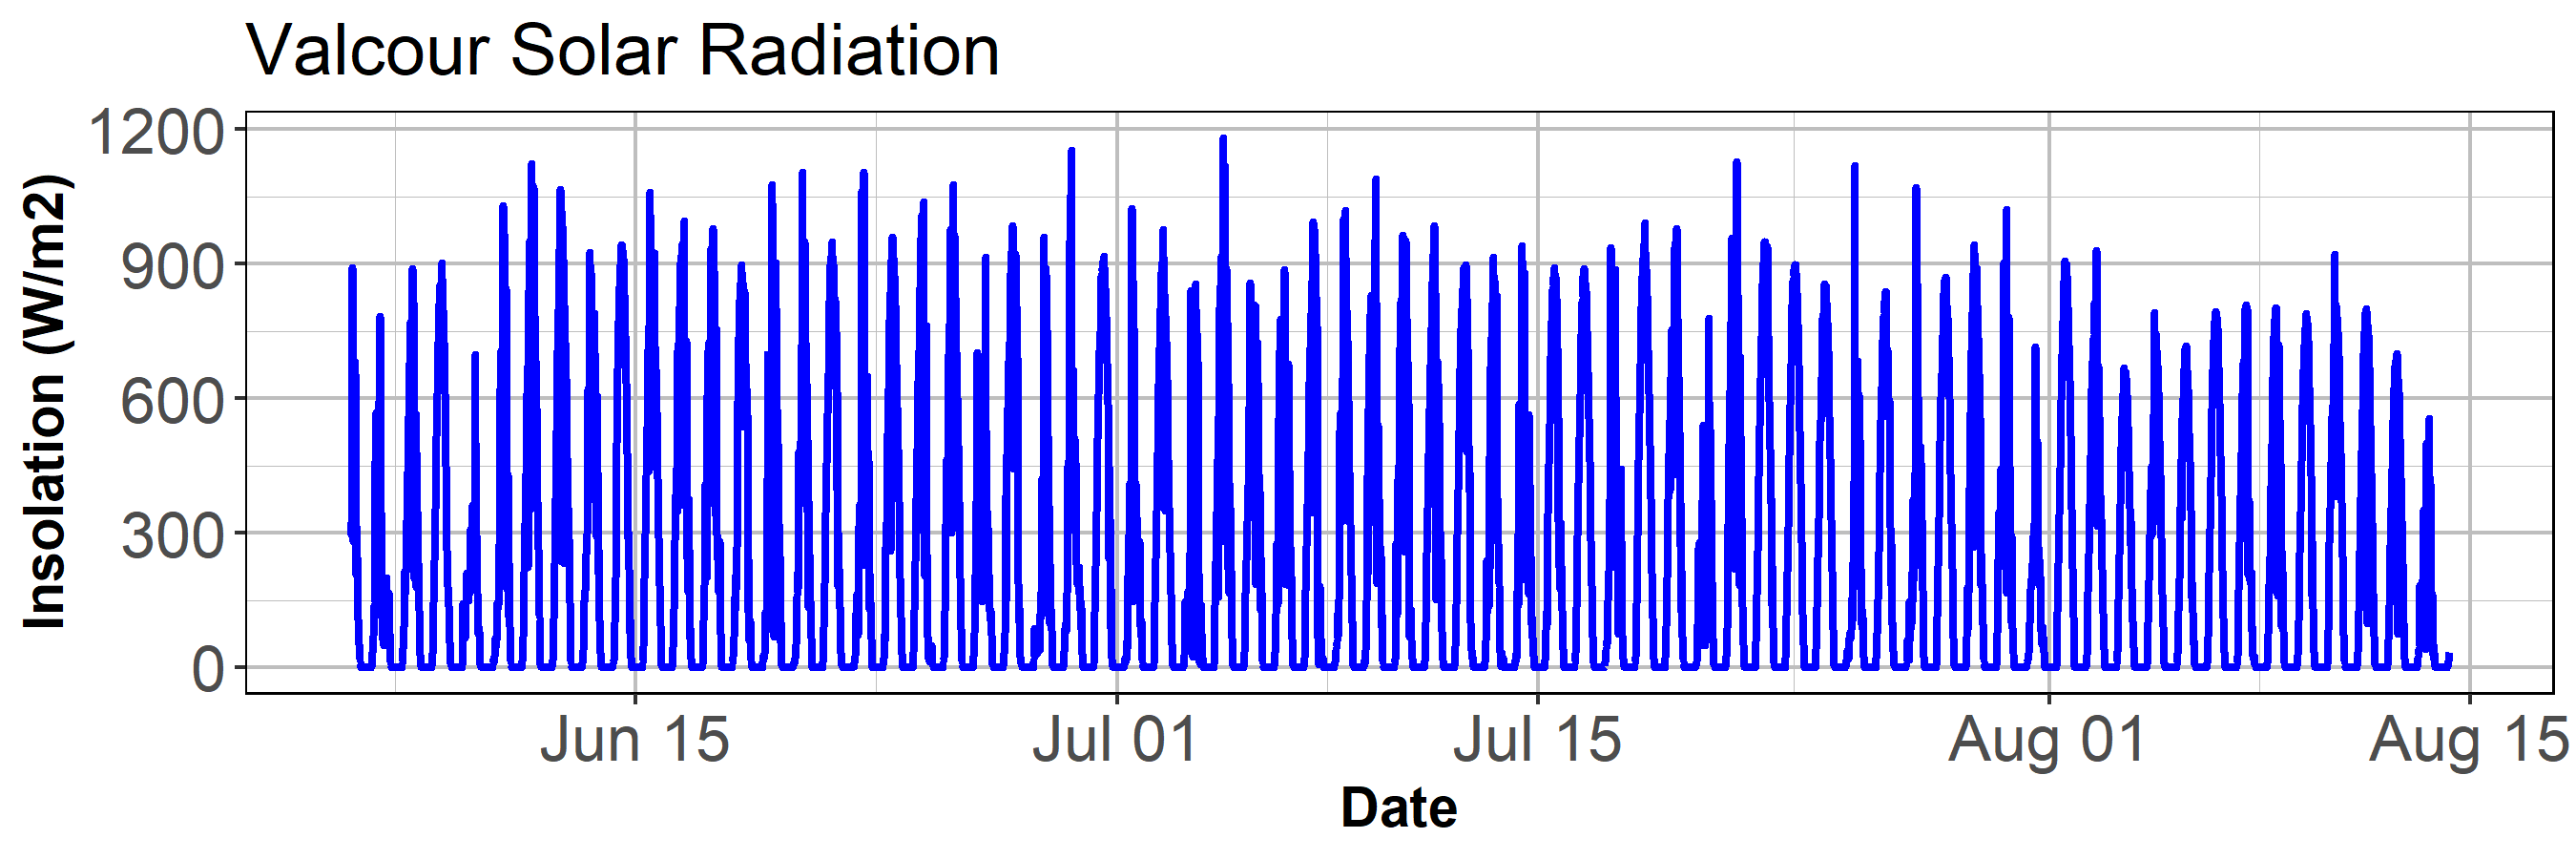 Valcour Solar Radiation
1200
900
600
300
0
Insolation (W/m2)
Jun 15
Jul 01
Jul 15
Aug 01
Aug 15
Date